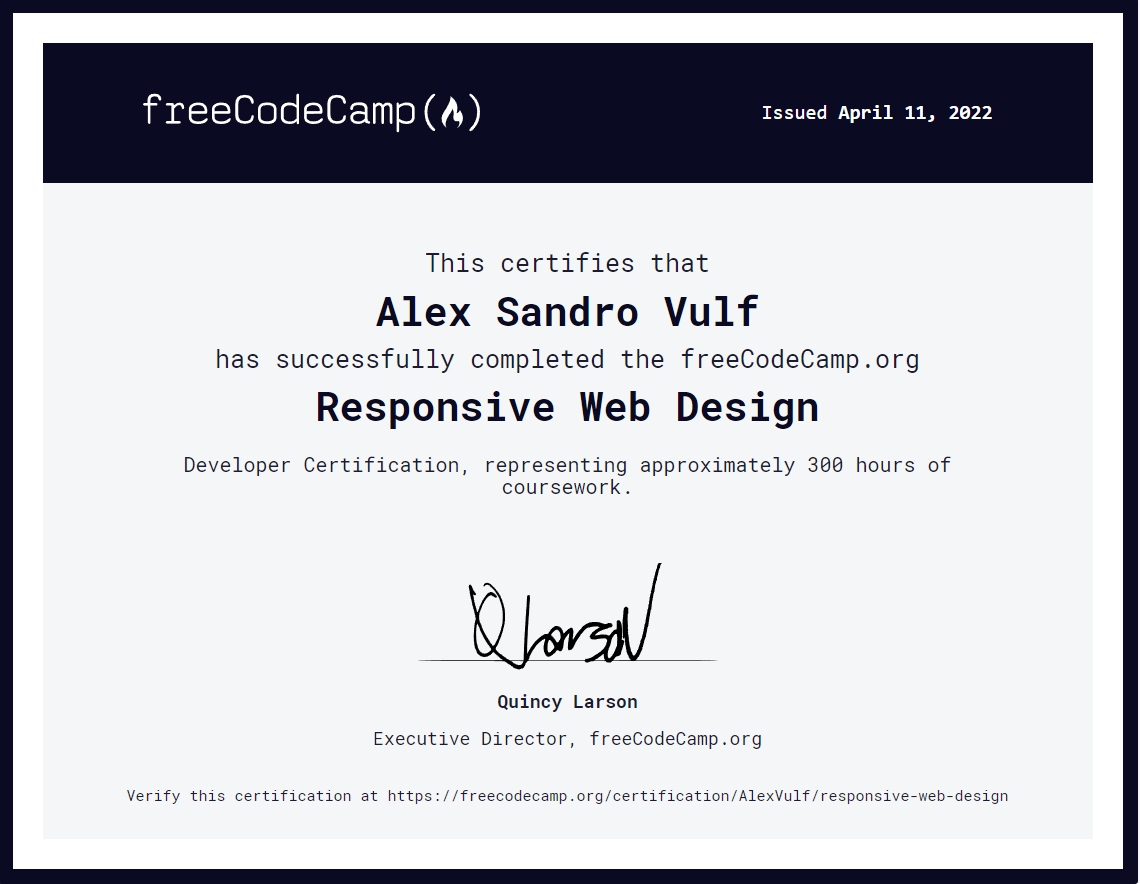 freeCodeCamp(🔥)
Issued April 11, 2022
This certifies that
Alex Sandro Vulf
has successfully completed the freeCodeCamp.org
Responsive Web Design
Developer Certification, representing approximately 300 hours of
coursework.
Q Larson
Quincy Larson
Executive Director, freeCodeCamp.org
Verify this certification at https://freecodecamp.org/certification/AlexVulf/responsive-web-design